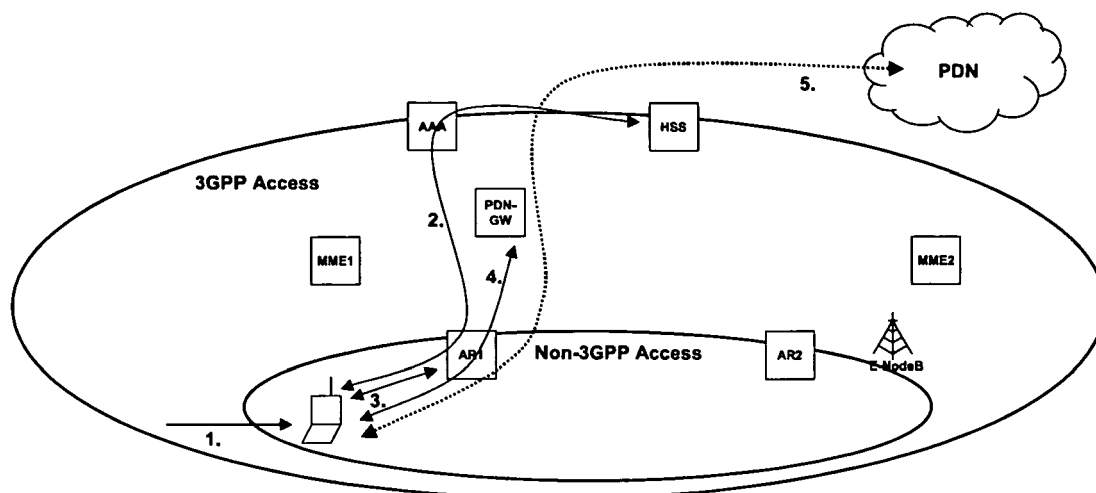 PDN
5.
AAA
HSS
3GPP Access
2.
PDN-
GW
MME1
MME2
4.
AR1
Non-3GPP Access
AR2
E-NodeB
3.
1.